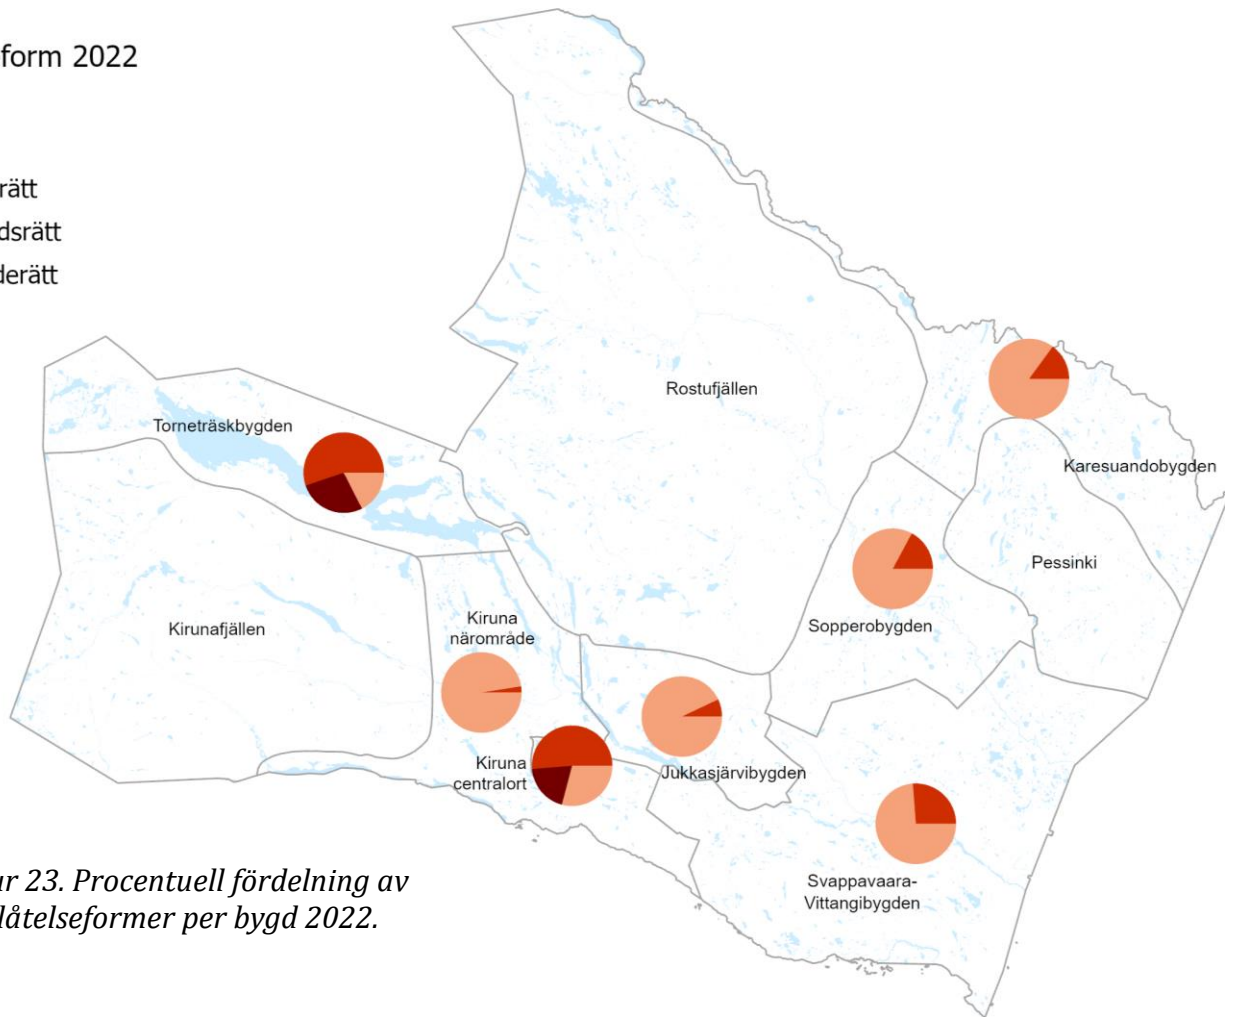 form 2022
rätt
dsrätt
derätt
Rostufjällen
Torneträskbygden
Karesuandobygden
Pessinki
Sopperobygden
Kirunafjällen
Kiruna
närområde
Kiruna
centralort
Jukkasjärvibygden
Svappavaara-
Vittangibygden
ur 23. Procentuell fördelning av
låtelseformer per bygd 2022.